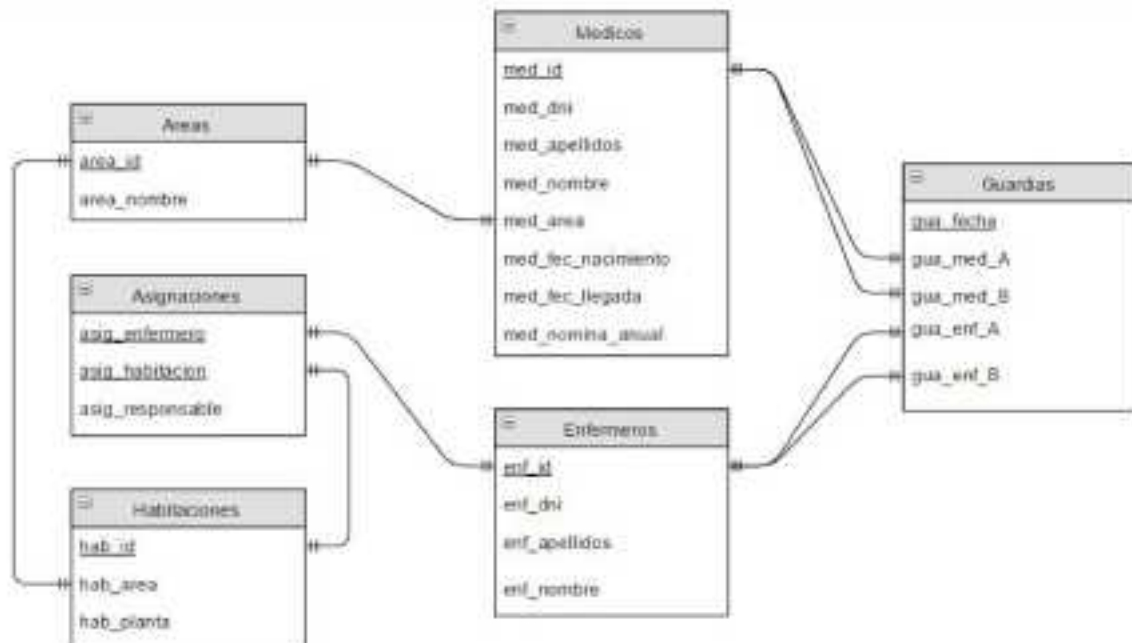 Medicos
med_id
med_dni
med_apellidos
med_nombre
med_area
med_fec_nacimiento
med_fec_llegada
med_nomina_anual
Areas
area_id
area_nombre
Guardias
gua_fecha
gua_med_A
gua_med_B
gua_enf_A
gua_enf_B
Asignaciones
asig_enfermero
asig_habitacion
asig_responsable
Enfermeros
enf_id
enf_dni
enf_apellidos
enf_nombre
Habitaciones
hab_id
hab_area
hab_planta